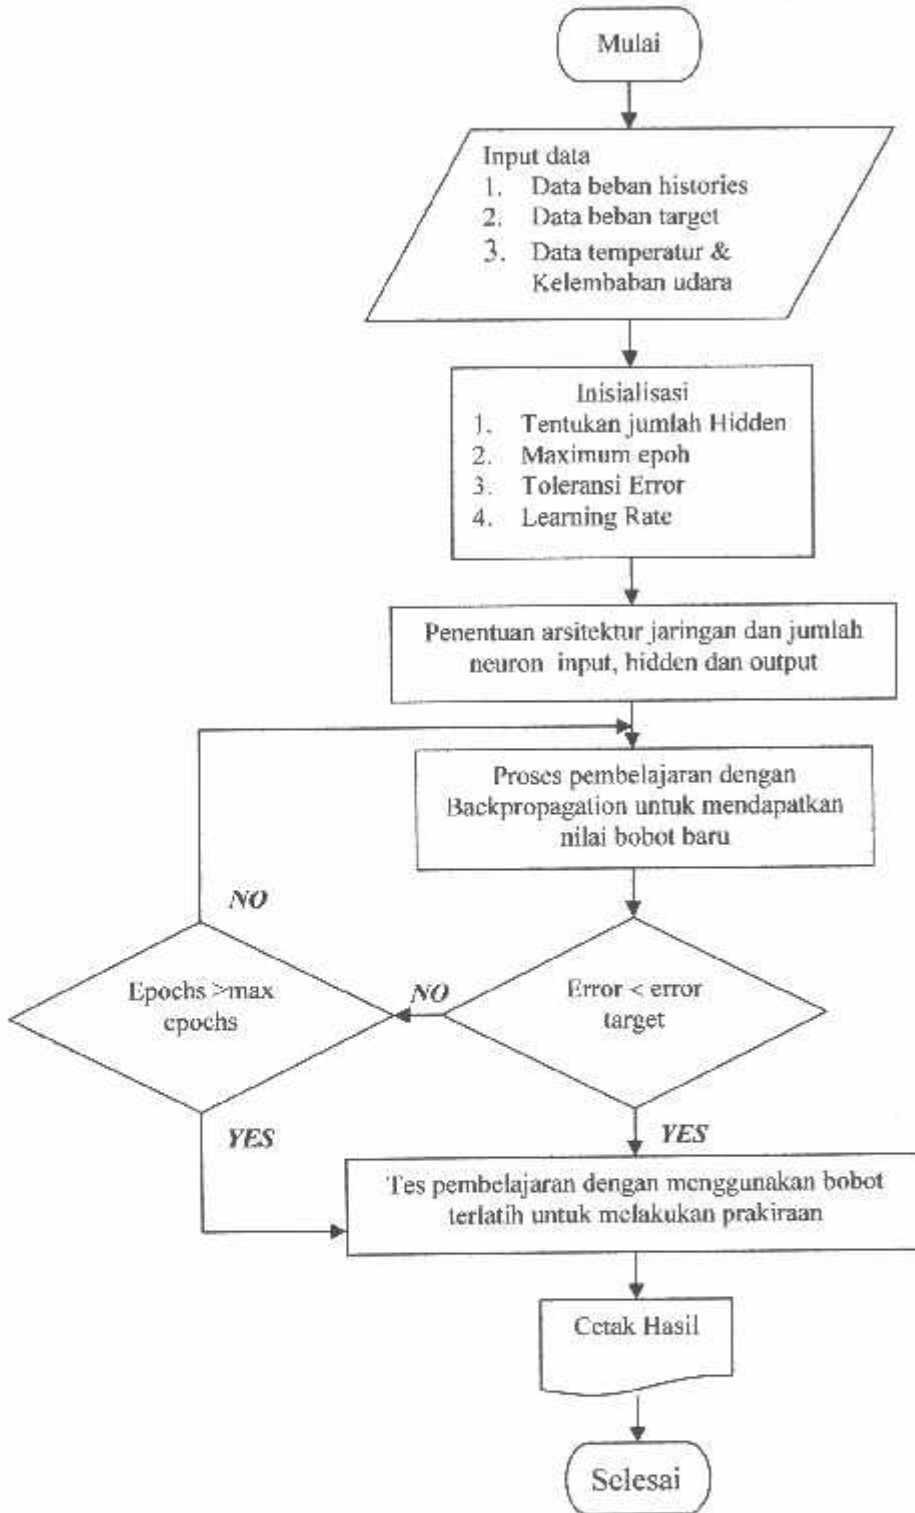 Mulai
Input data
1. Data beban histories
2. Data beban target
3. Data temperatur &
Kelembaban udara
Inisialisasi
1. Tentukan jumlah Hidden
2. Maximum epoh
3. Toleransi Error
4. Learning Rate
Penentuan arsitektur jaringan dan jumlah
neuron input, hidden dan output
Proses pembelajaran dengan
Backpropagation untuk mendapatkan
nilai bobot baru
NO
Epochs >max
epochs
NO
Error < error
target
YES
YES
Tes pembelajaran dengan menggunakan bobot
terlatih untuk melakukan prakiraan
Cetak Hasil
Selesai